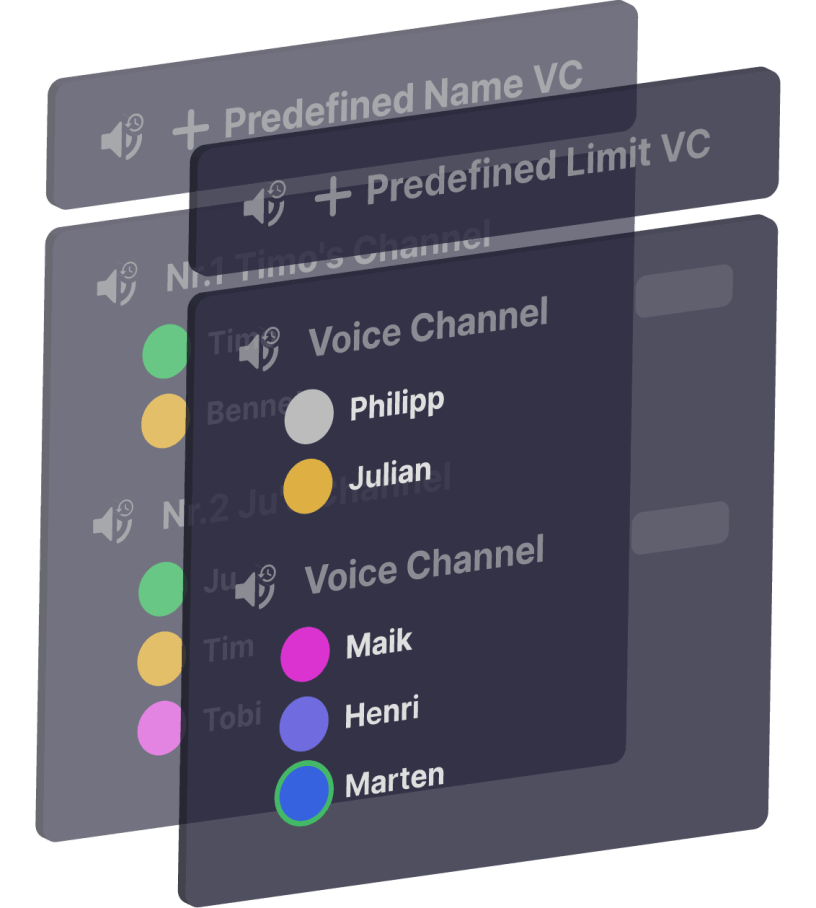 + Predefined Name VC
+ Predefined Limit VC
Nr.1 Timo's Channel
Tim
Benne
Voice Channel
Philipp
Julian
Nr.2 Ju Channel
Ju
Tim
Tobi
Voice Channel
Maik
Henri
Marten